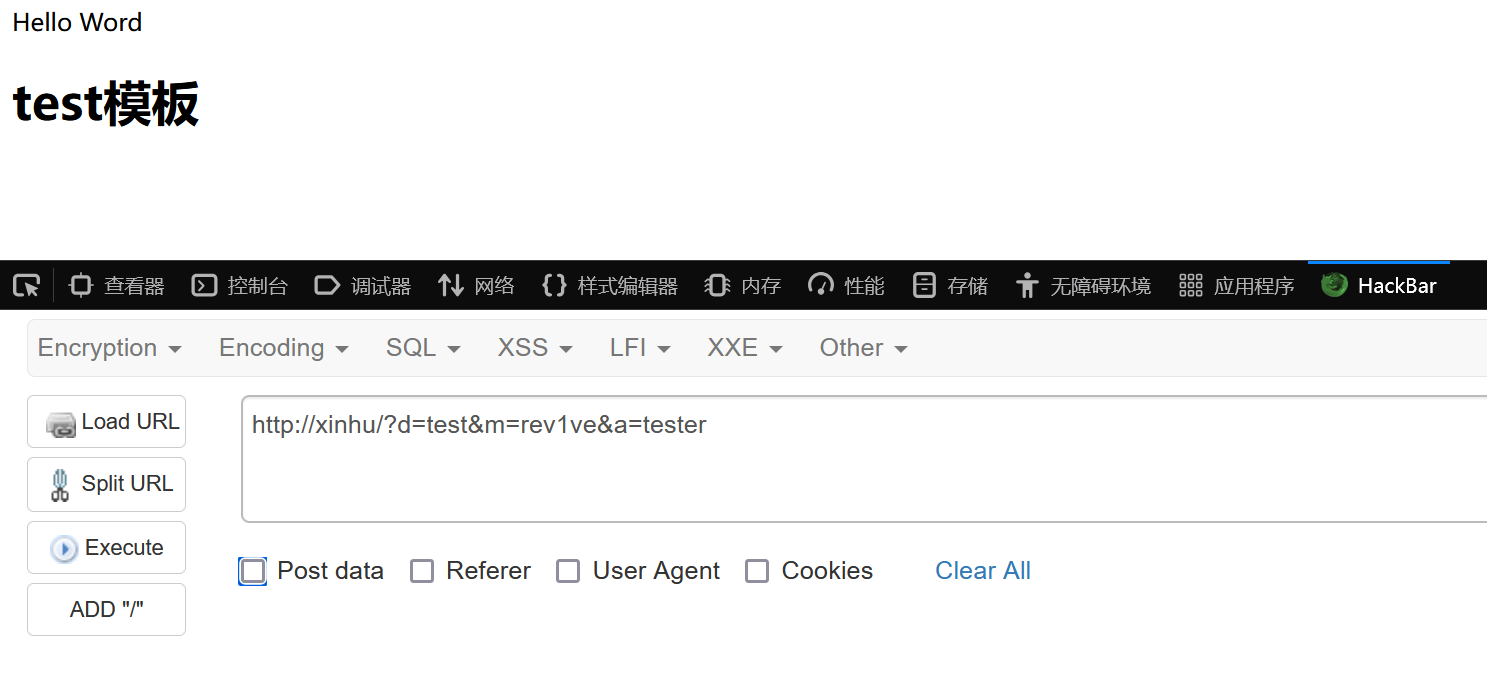 Hello Word
test模板
查看器 控制台 调试器 网络 样式编辑器 内存 性能 存储 无障碍环境 应用程序 HackBar
Encryption Encoding SQL XSS LFI XXE Other
Load URL
http://xinhu/?d=test&m=rev1ve&a=tester
Split URL
Execute
Post data Referer User Agent Cookies Clear All
ADD "/"